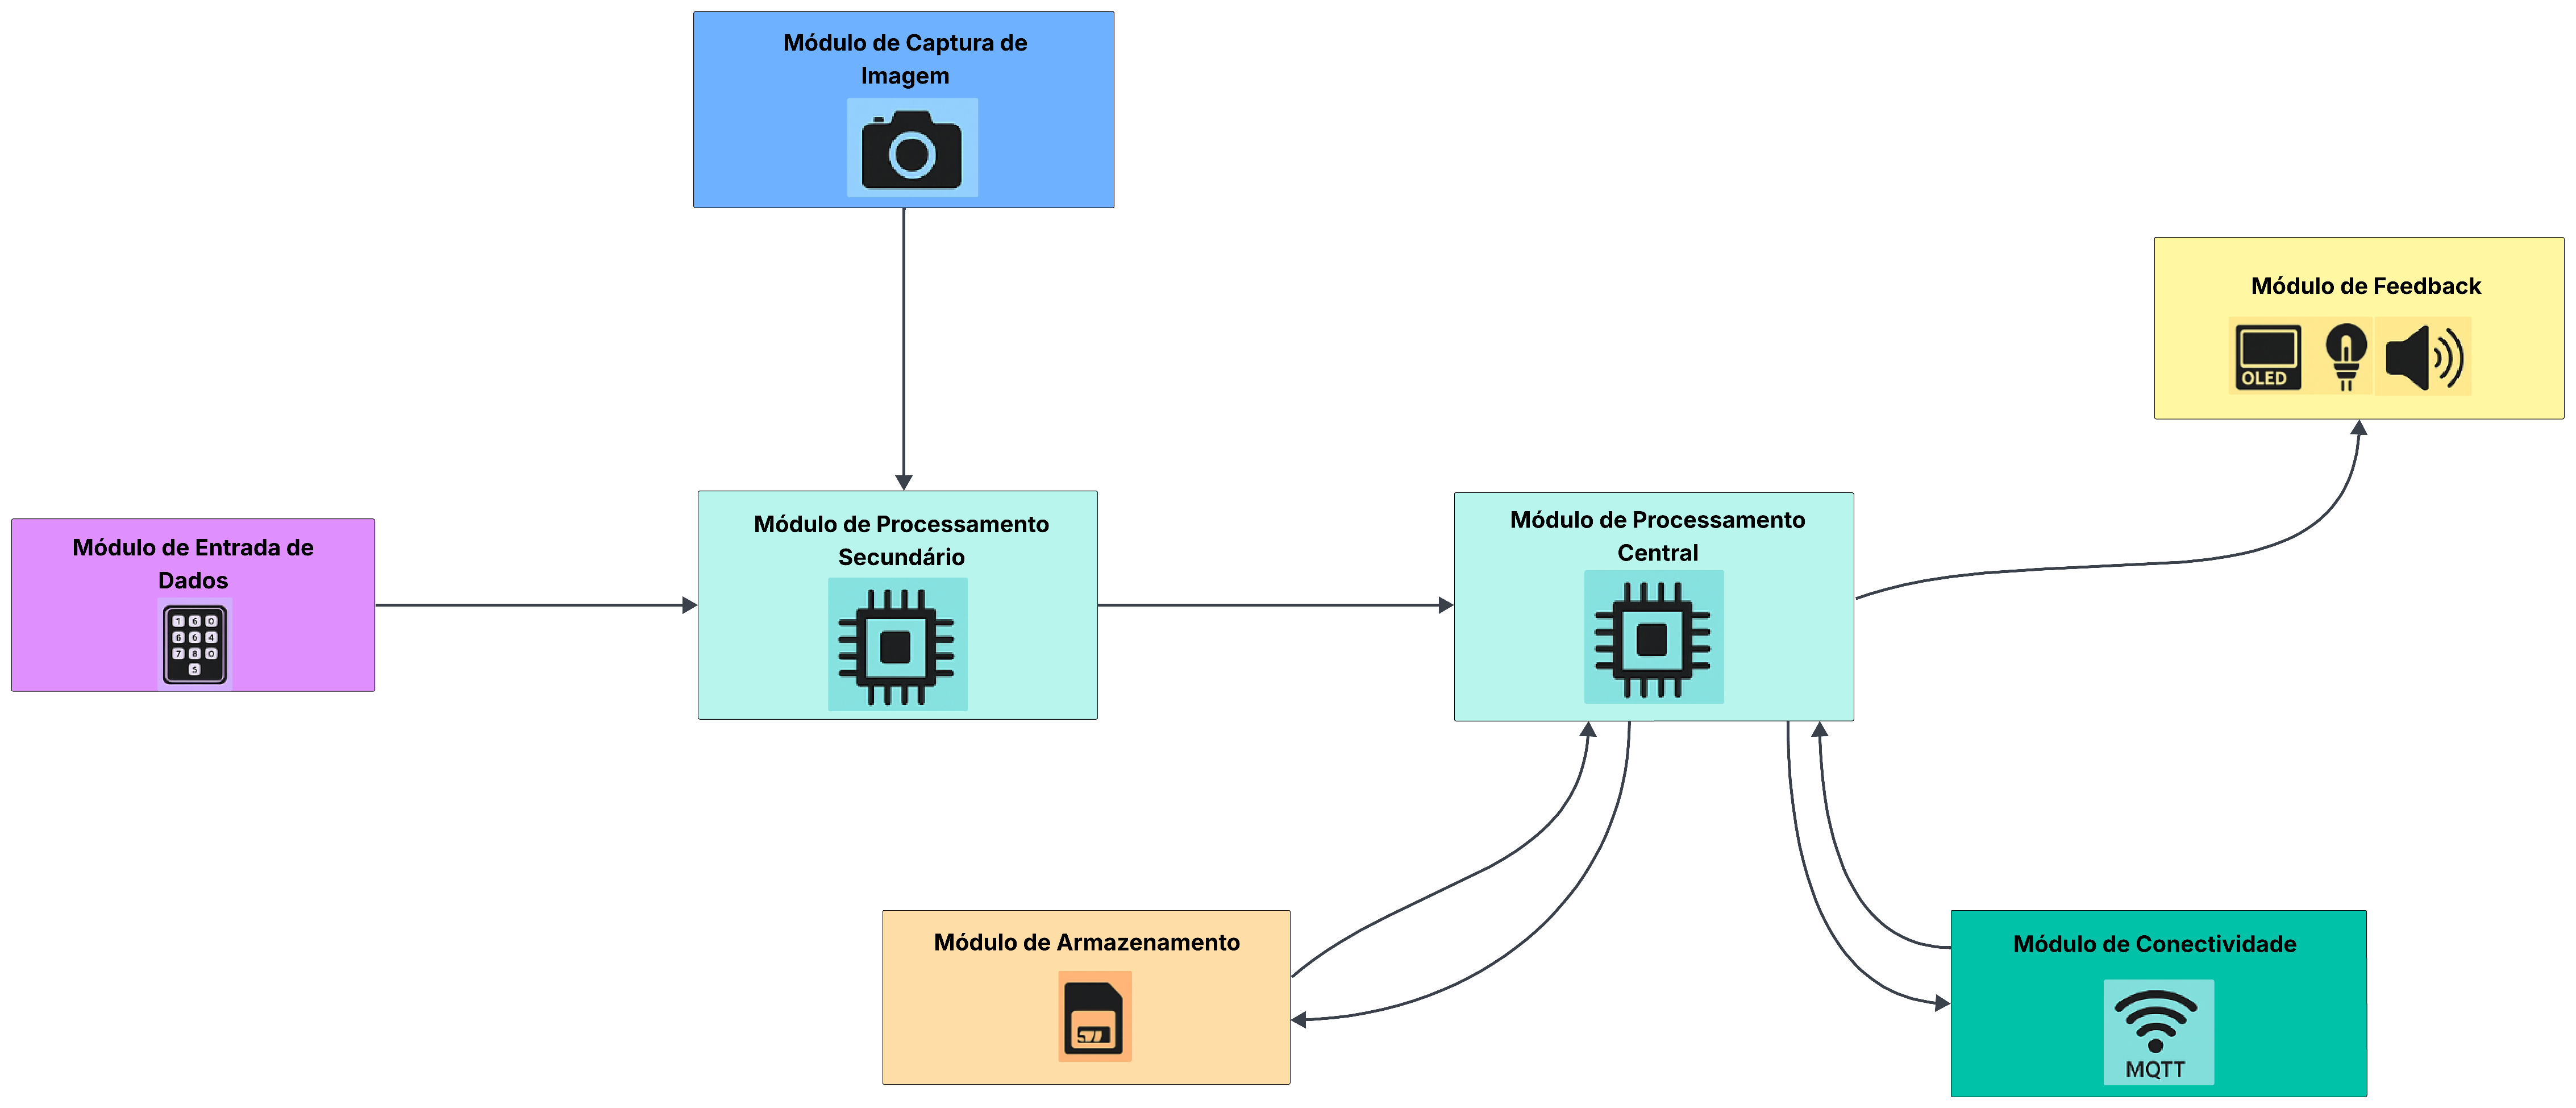 Módulo de Captura de
Imagem
Módulo de Feedback
OLED
Módulo de Entrada de
Dados
1 6 0
6 6 4
7 8 0
5
Módulo de Processamento
Secundário
Módulo de Processamento
Central
Módulo de Armazenamento
Módulo de Conectividade
MQTT